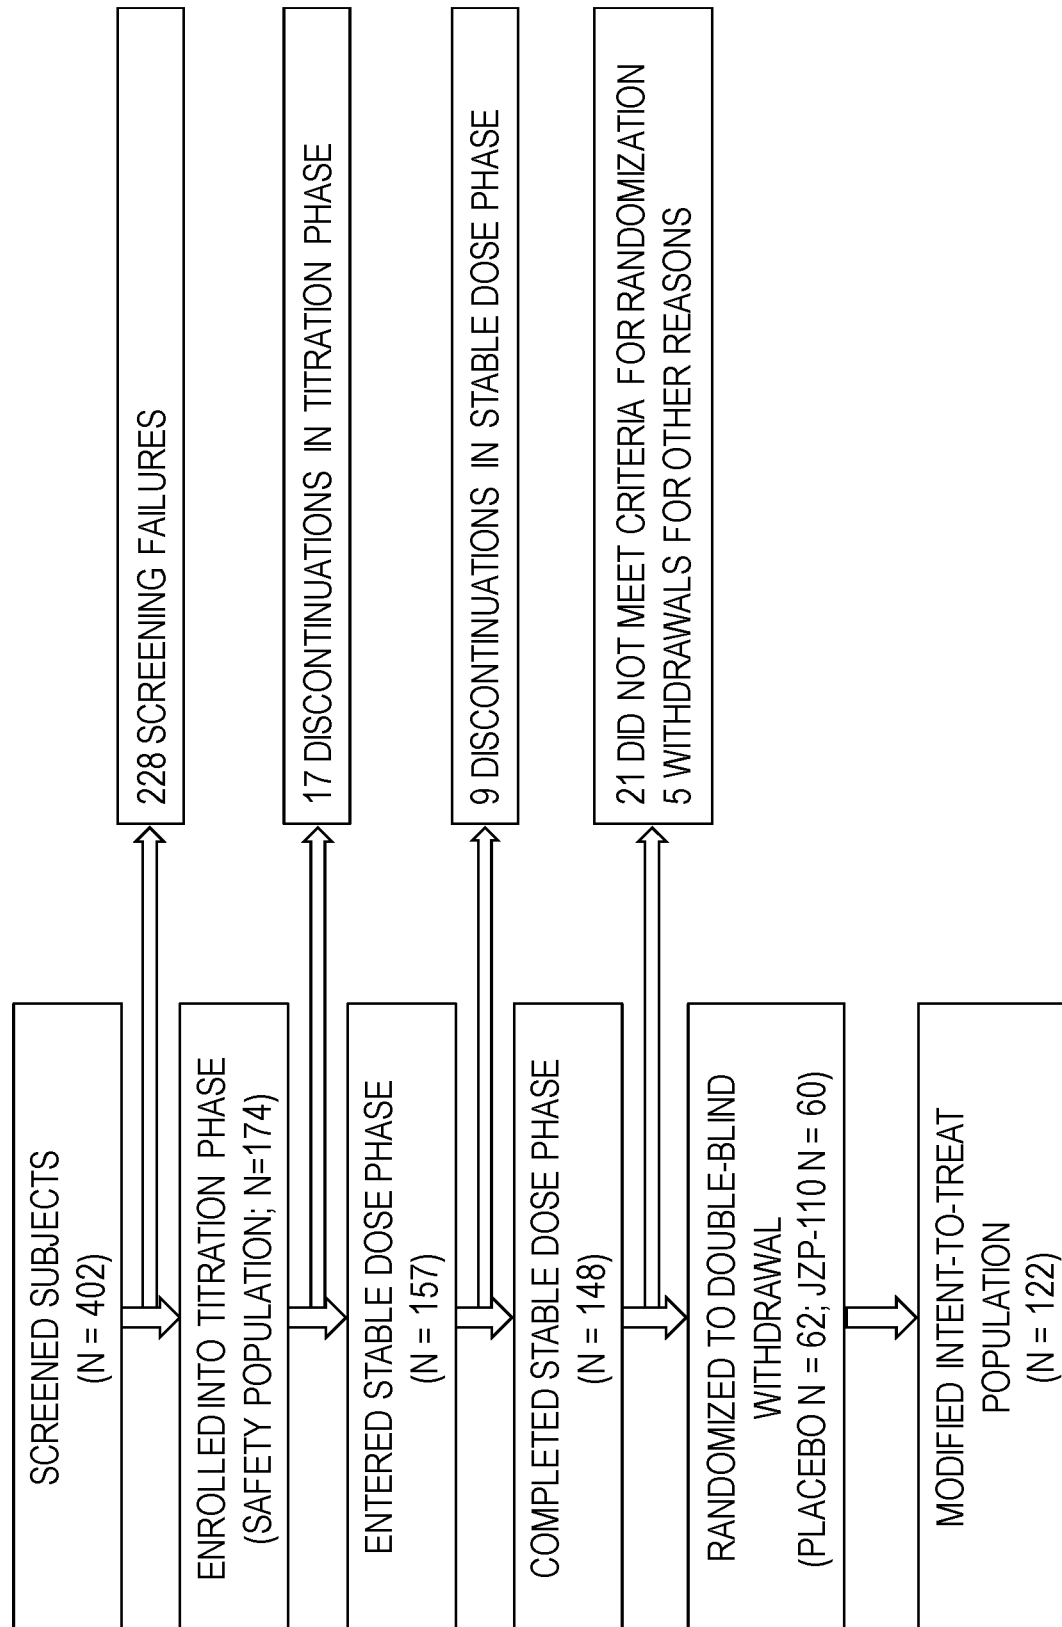 SCREENED SUBJECTS
(N = 402)
228 SCREENING FAILURES
ENROLLED INTO TITRATION PHASE
(SAFETY POPULATION; N=174)
17 DISCONTINUATIONS IN TITRATION PHASE
ENTERED STABLE DOSE PHASE
(N = 157)
9 DISCONTINUATIONS IN STABLE DOSE PHASE
COMPLETED STABLE DOSE PHASE
(N = 148)
21 DID NOT MEET CRITERIA FOR RANDOMIZATION
5 WITHDRAWALS FOR OTHER REASONS
RANDOMIZED TO DOUBLE-BLIND
WITHDRAWAL
(PLACEBO N = 62; JZP-110 N = 60)
MODIFIED INTENT-TO-TREAT
POPULATION
(N = 122)